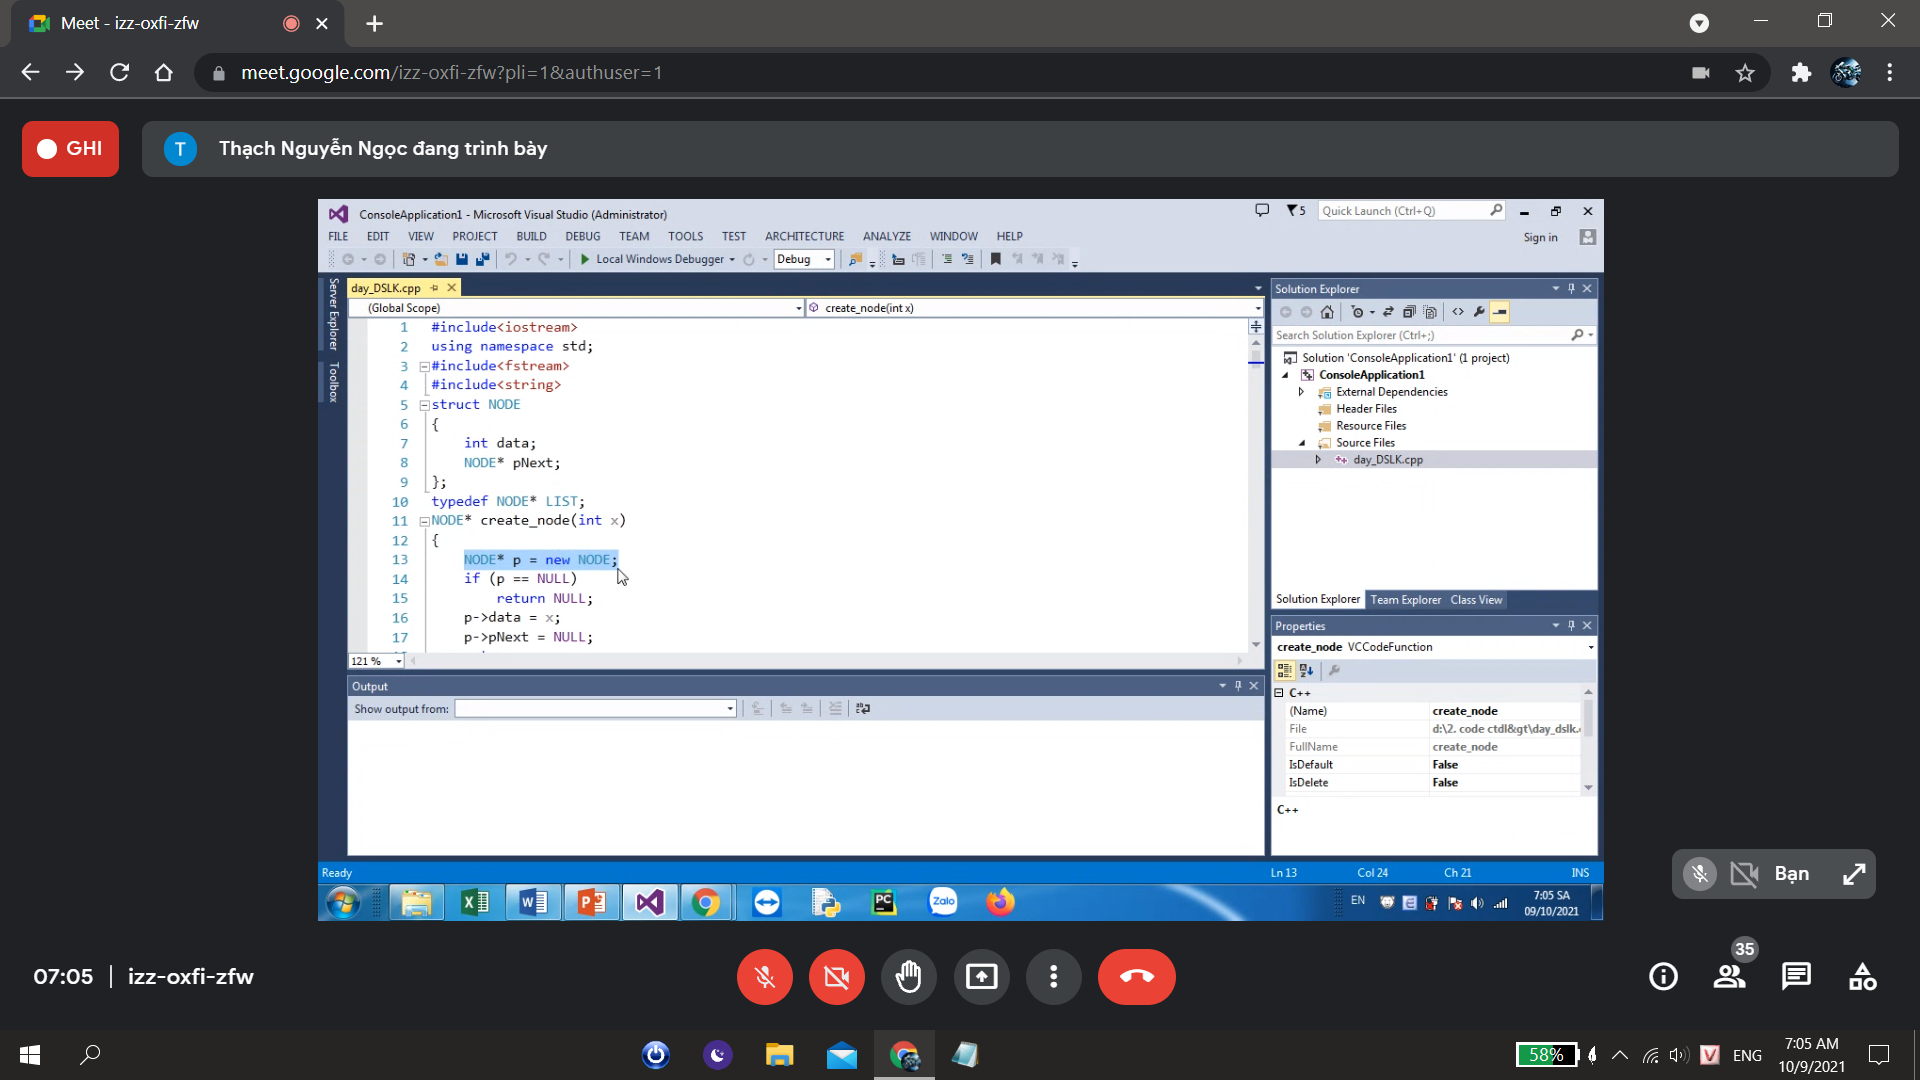 Meet - izz-oxfi-zfw
meet.google.com/izz-oxfi-zfw?pli=1&authuser=1
GHI
T
Thạch Nguyễn Ngọc đang trình bày
ConsoleApplication1 - Microsoft Visual Studio (Administrator)
5
Quick Launch (Ctrl+Q)
FILE EDIT VIEW PROJECT BUILD DEBUG TEAM TOOLS TEST ARCHITECTURE ANALYZE WINDOW HELP
Sign in
Local Windows Debugger
Debug
Server Explorer
Toolbox
day_DSLK.cpp
(Global Scope)
create_node(int x)
1 #include<iostream>
2 using namespace std;
3 #include<fstream>
4 #include<string>
5 struct NODE
6 {
7 int data;
8 NODE* pNext;
9 };
10 typedef NODE* LIST;
11 NODE* create_node(int x)
12 {
13 NODE* p = new NODE;
14 if (p == NULL)
15 return NULL;
16 p->data = x;
17 p->pNext = NULL;
121 %
Output
Show output from:
Solution Explorer
Search Solution Explorer (Ctrl+;)
Solution 'ConsoleApplication1' (1 project)
ConsoleApplication1
External Dependencies
Header Files
Resource Files
Source Files
day_DSLK.cpp
Solution Explorer Team Explorer Class View
Properties
create_node VCCodeFunction
C++
(Name) create_node
File d:\2. code ctdl&gt\day_dslk.
FullName create_node
IsDefault False
IsDelete False
C++
Ready
Ln 13 Col 24 Ch 21 INS
Zalo
EN
7:05 SA
09/10/2021
Bạn
07:05 | izz-oxfi-zfw
35
58%
ENG
7:05 AM
10/9/2021